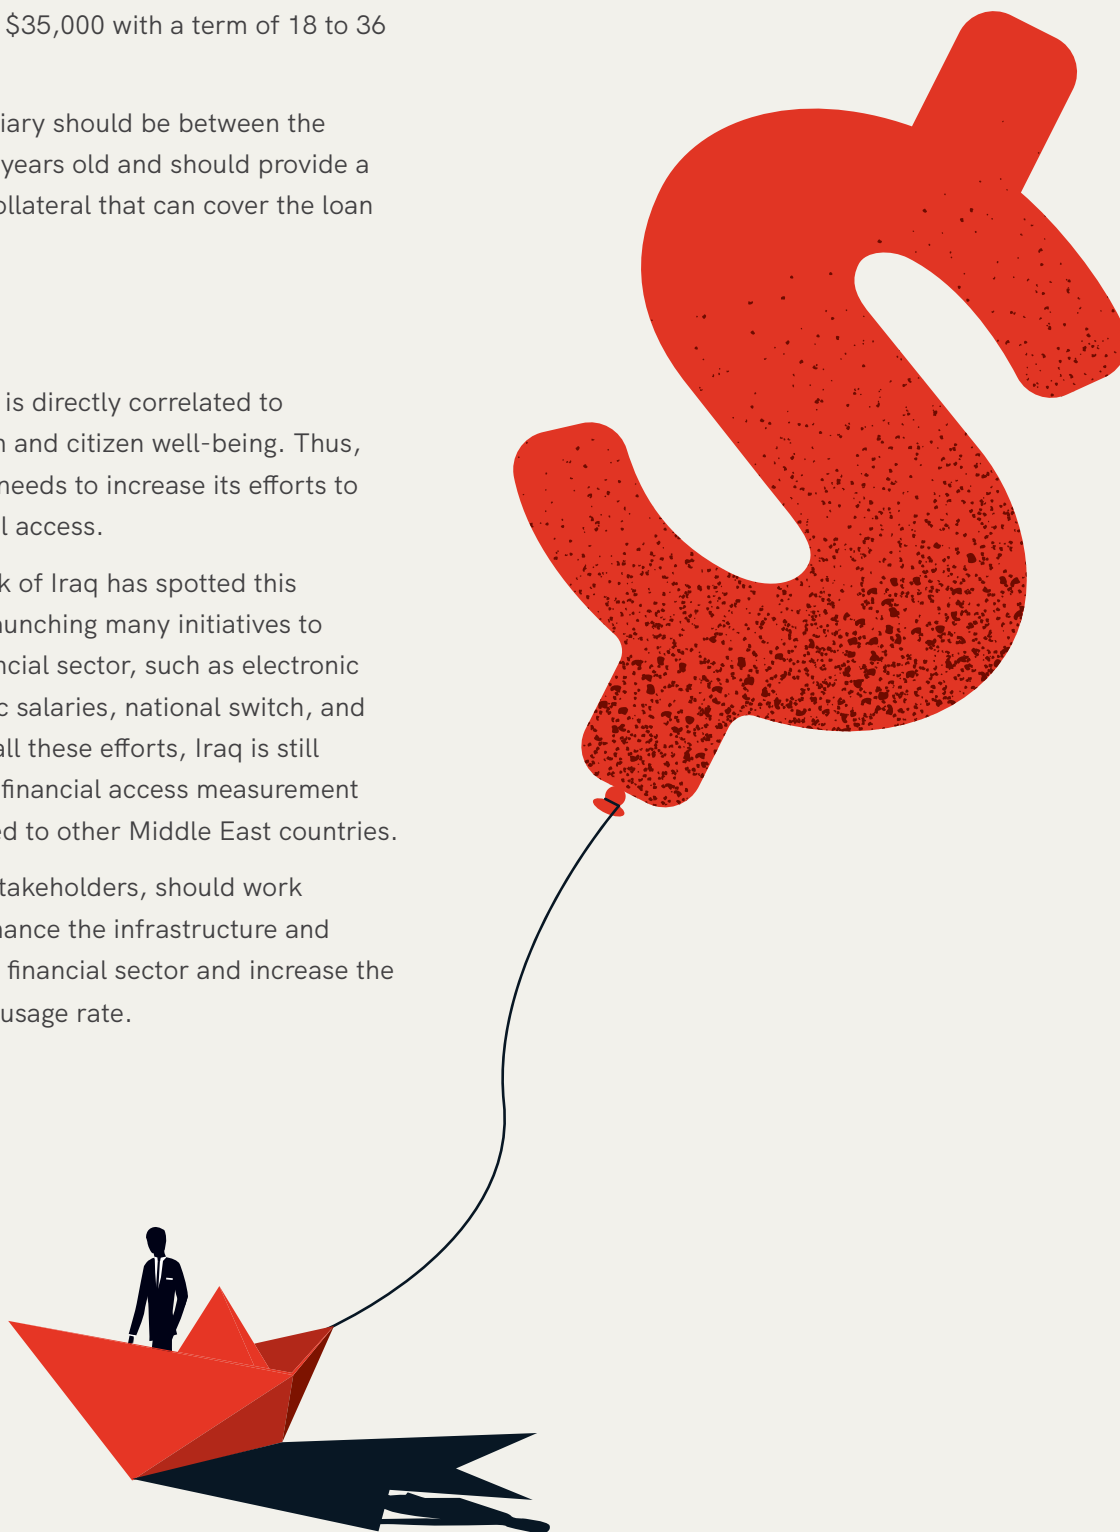 $35,000 with a term of 18 to 36
iary should be between the
years old and should provide a
ollateral that can cover the loan
is directly correlated to
and citizen well-being. Thus,
needs to increase its efforts to
l access.
k of Iraq has spotted this
aunching many initiatives to
ncial sector, such as electronic
c salaries, national switch, and
all these efforts, Iraq is still
financial access measurement
ed to other Middle East countries.
takeholders, should work
hance the infrastructure and
financial sector and increase the
usage rate.